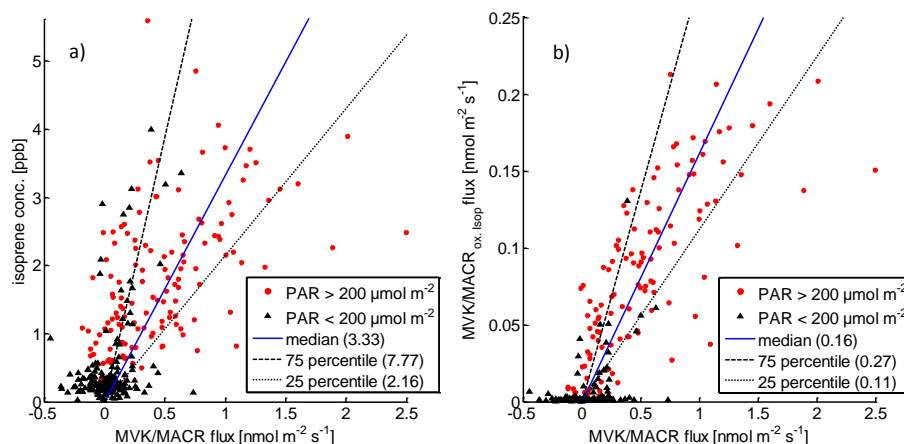 a)
isoprene conc. [ppb]
5
4
3
2
1
0
-0.5 0 0.5 1 1.5 2 2.5
MVK/MACR flux [nmol m-2 s-1)
PAR > 200 µmol m-2
PAR < 200 µmol m-2
median (3.33)
75 percentile (7.77)
25 percentile (2.16)
b)
MVK/MACRox. Isop flux [nmol m-2 s-1]
0.25
0.20
0.15
0.1
0.05
0
-0.5 0 0.5 1 1.5 2 2.5
MVK/MACR flux [nmol m-2 s-1)
PAR > 200 µmol m-2
PAR < 200 µmol m-2
median (0.16)
75 percentile (0.27)
25 percentile (0.11)